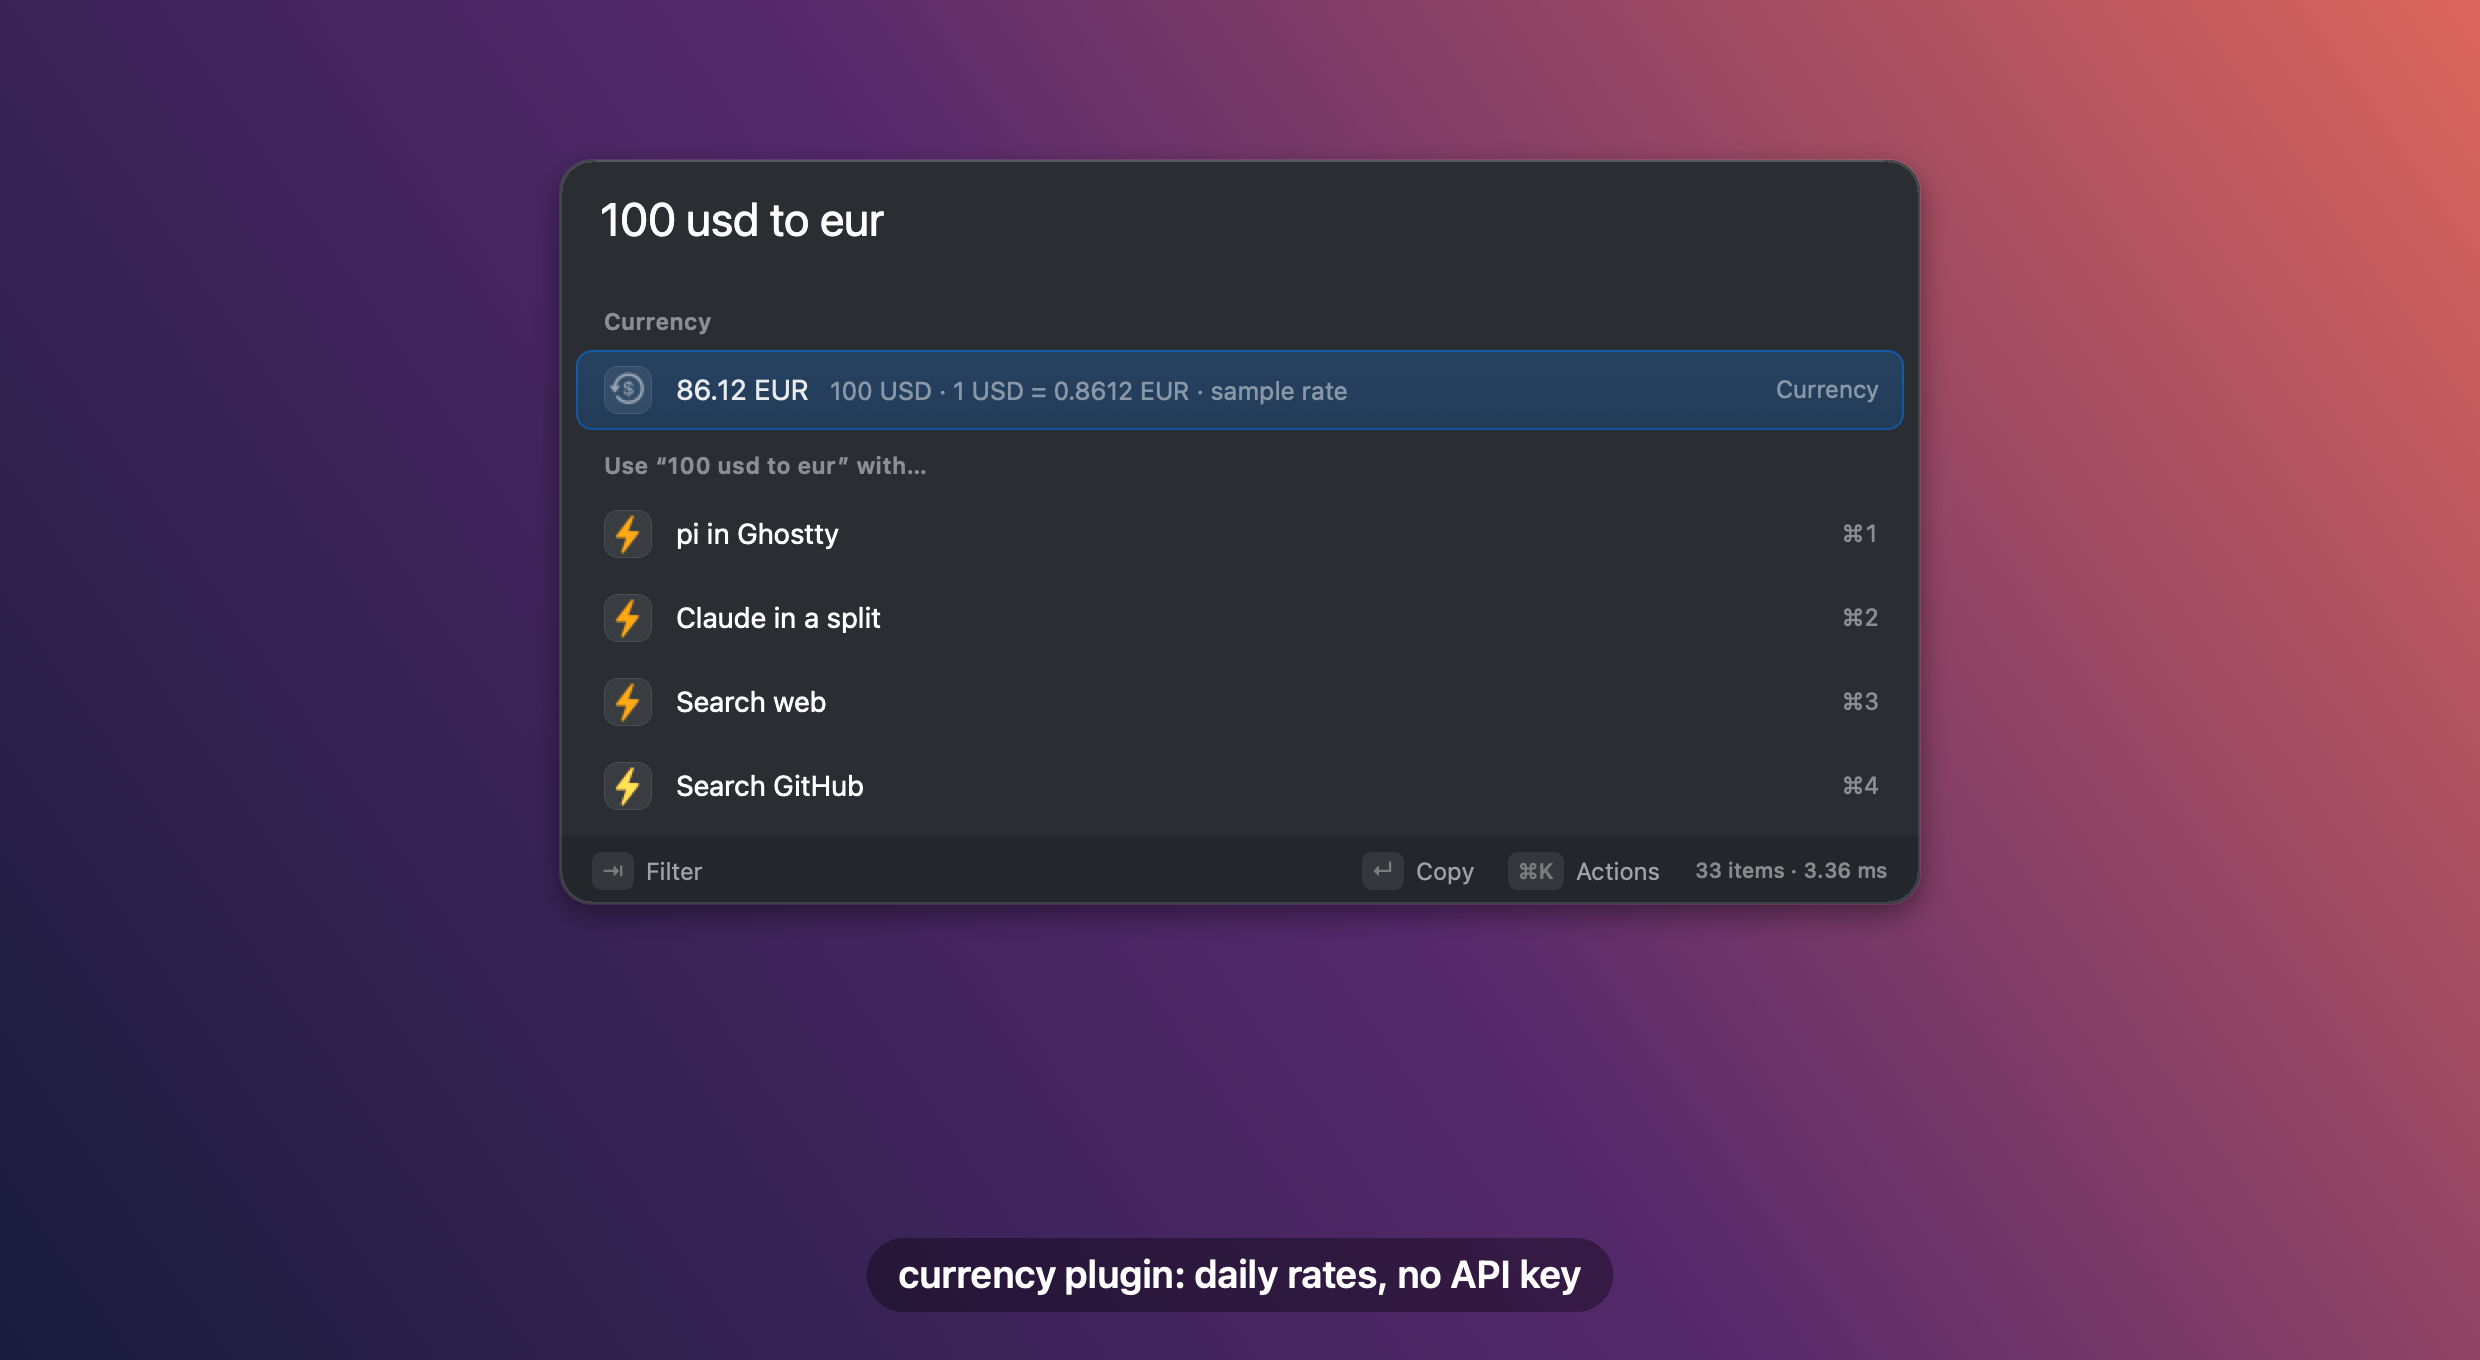 100 usd to eur
Currency
86.12 EUR 100 USD · 1 USD = 0.8612 EUR · sample rate Currency
Use “100 usd to eur” with...
pi in Ghostty ⌘1
Claude in a split ⌘2
Search web ⌘3
Search GitHub ⌘4
⇥ Filter ↵ Copy ⌘K Actions 33 items · 3.36 ms
currency plugin: daily rates, no API key